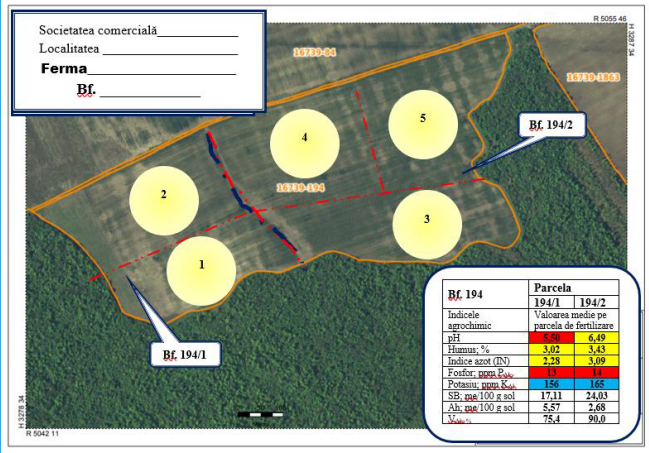 Societatea comercială______________
Localitatea ______________________
Ferma______________________
Bf. ________________
R 5055 46
H 3287 34
16739-84
16739-1863
5
4
Bf. 194/2
2
16739-194
3
1
Bf. 194/1
Bf. 194 Parcela
194/1 194/2
Indicele agrochimic Valoarea medie pe parcela de fertilizare
pH 5,50 6,49
Humus; % 3,02 3,43
Indice azot (IN) 2,28 3,09
Fosfor; ppm 13 14
Potasiu; ppm 156 165
SB; me/100 g sol 17,11 24,03
Ah; me/100 g sol 5,57 2,68
75,4 90,0
H 3278 34
R 5042 11